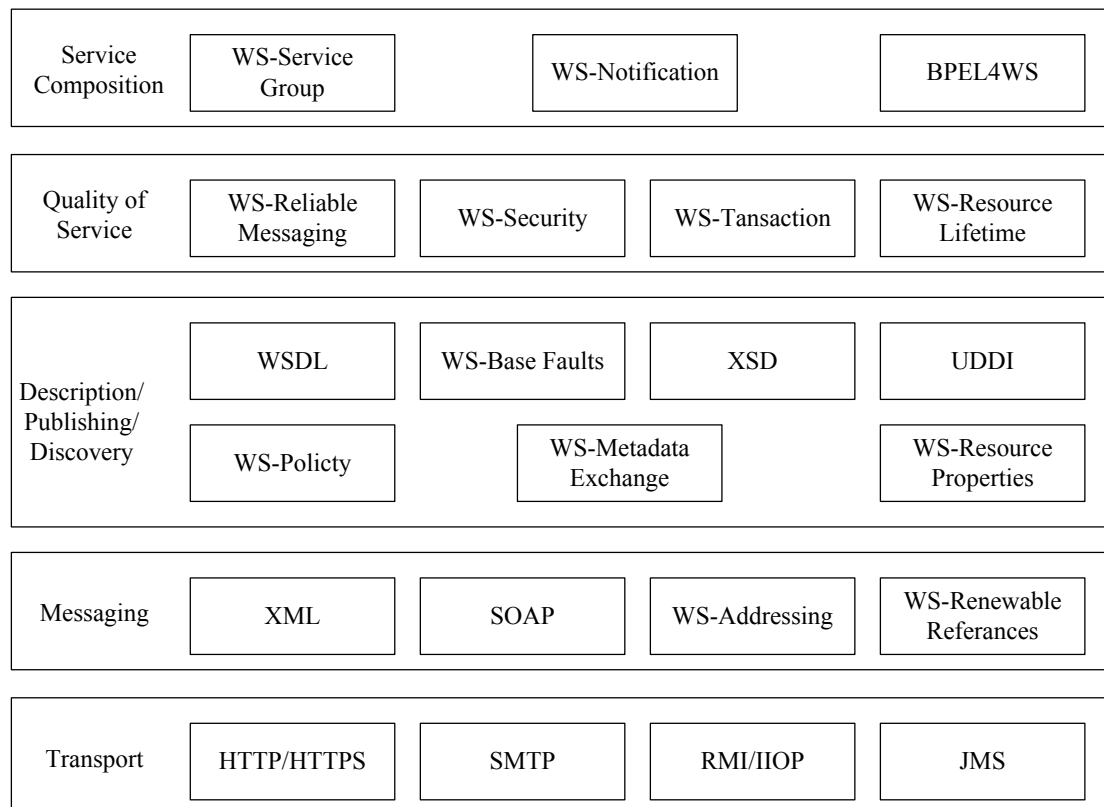 Service
Composition
WS-Service
Group
WS-Notification
BPEL4WS
Quality of
Service
WS-Reliable
Messaging
WS-Security
WS-Tansaction
WS-Resource
Lifetime
Description/
Publishing/
Discovery
WSDL
WS-Base Faults
XSD
UDDI
WS-Policty
WS-Metadada
Exchange
WS-Resource
Properties
Messaging
XML
SOAP
WS-Addressing
WS-Renewable
Referances
Transport
HTTP/HTTPS
SMTP
RMI/IIOP
JMS